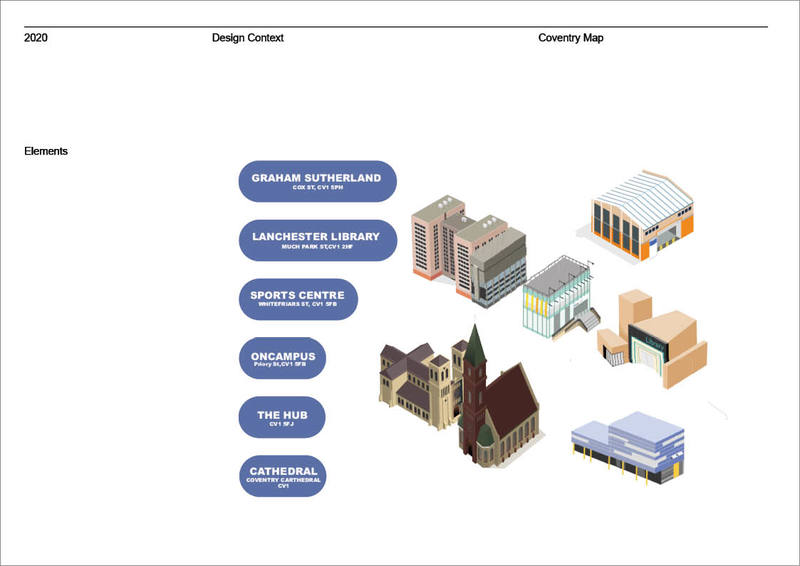 2020 Design Context Coventry Map
Elements
GRAHAM SUTHERLAND
COX ST, CV1 5PH
LANCHESTER LIBRARY
MUCH PARK ST,CV1 2HF
SPORTS CENTRE
WHITEFRIARS ST, CV1 5FB
ONCAMPUS
Priory St,CV1 5FB
THE HUB
CV1 5FJ
CATHEDRAL
COVENTRY CARTHEDRAL
CV1
Library